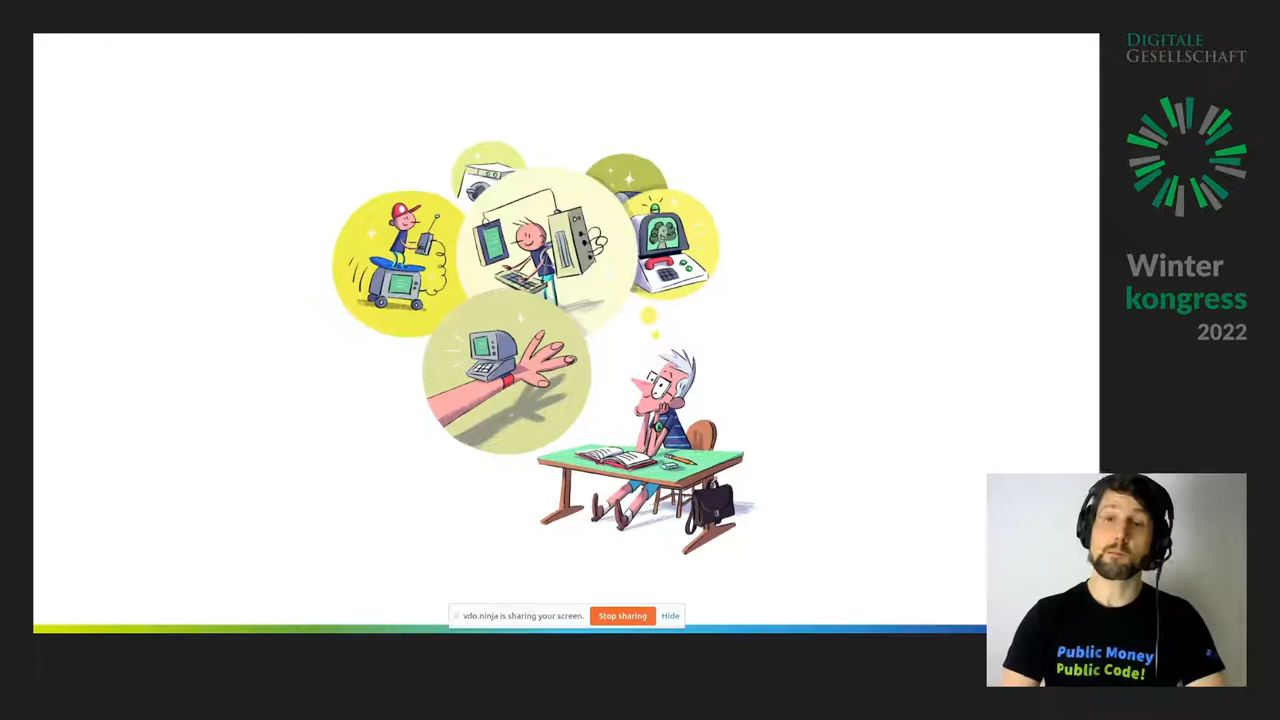 DIGITALE
GESELLSCHAFT
Winter
kongress
2022
vdo.ninja is sharing your screen.
Stop sharing
Hide
Public Money
Public Code!